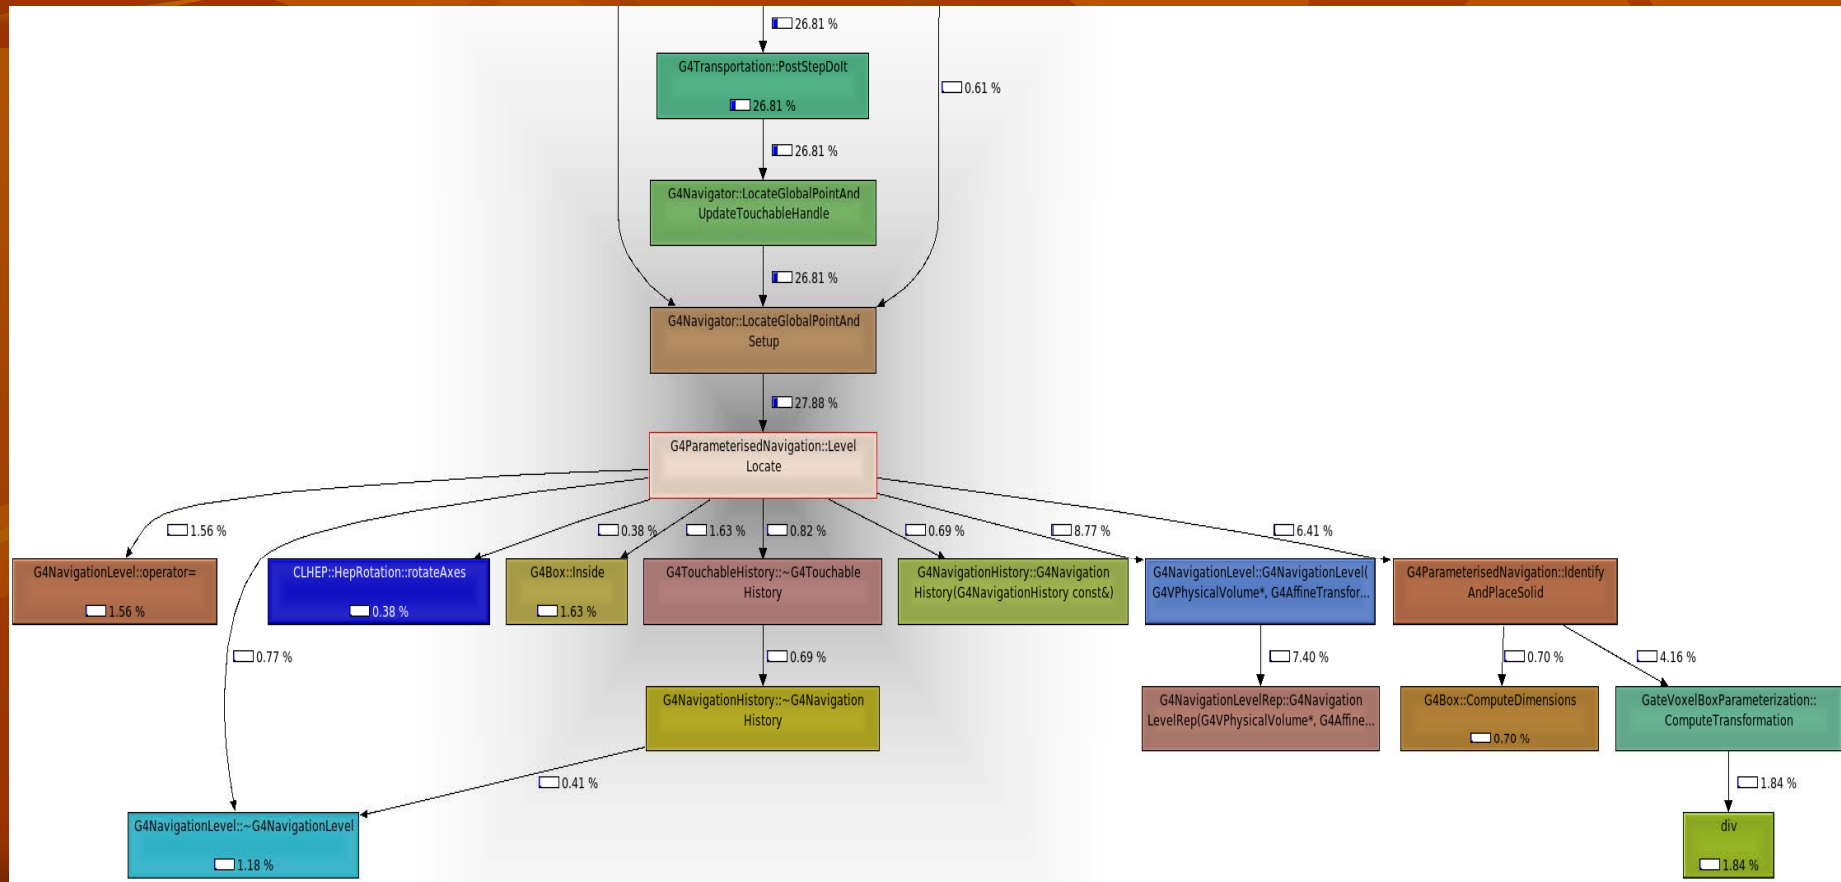 26.81 %
G4Transportation::PostStepDoIt
0.61 %
26.81 %
26.81 %
G4Navigator::LocateGlobalPointAnd
UpdateTouchableHandle
26.81 %
G4Navigator::LocateGlobalPointAnd
Setup
27.88 %
G4ParameterisedNavigation::Level
Locate
1.56 %
0.38 %
1.63 %
0.82 %
0.69 %
8.77 %
6.41 %
G4NavigationLevel::operator=
1.56 %
CLHEP::HepRotation::rotateAxes
0.38 %
G4Box::Inside
1.63 %
G4TouchableHistory::~G4Touchable
History
G4NavigationHistory::G4Navigation
History(G4NavigationHistory const&)
G4NavigationLevel::G4NavigationLevel(
G4VPhysicalVolume*, G4AffineTransfor...
G4ParameterisedNavigation::Identify
AndPlaceSolid
0.77 %
0.69 %
7.40 %
0.70 %
4.16 %
G4NavigationHistory::~G4Navigation
History
G4NavigationLevelRep::G4Navigation
LevelRep(G4VPhysicalVolume*, G4Affine...
G4Box::ComputeDimensions
0.70 %
GateVoxelBoxParameterization::
ComputeTransformation
0.41 %
1.84 %
G4NavigationLevel::~G4NavigationLevel
1.18 %
div
1.84 %